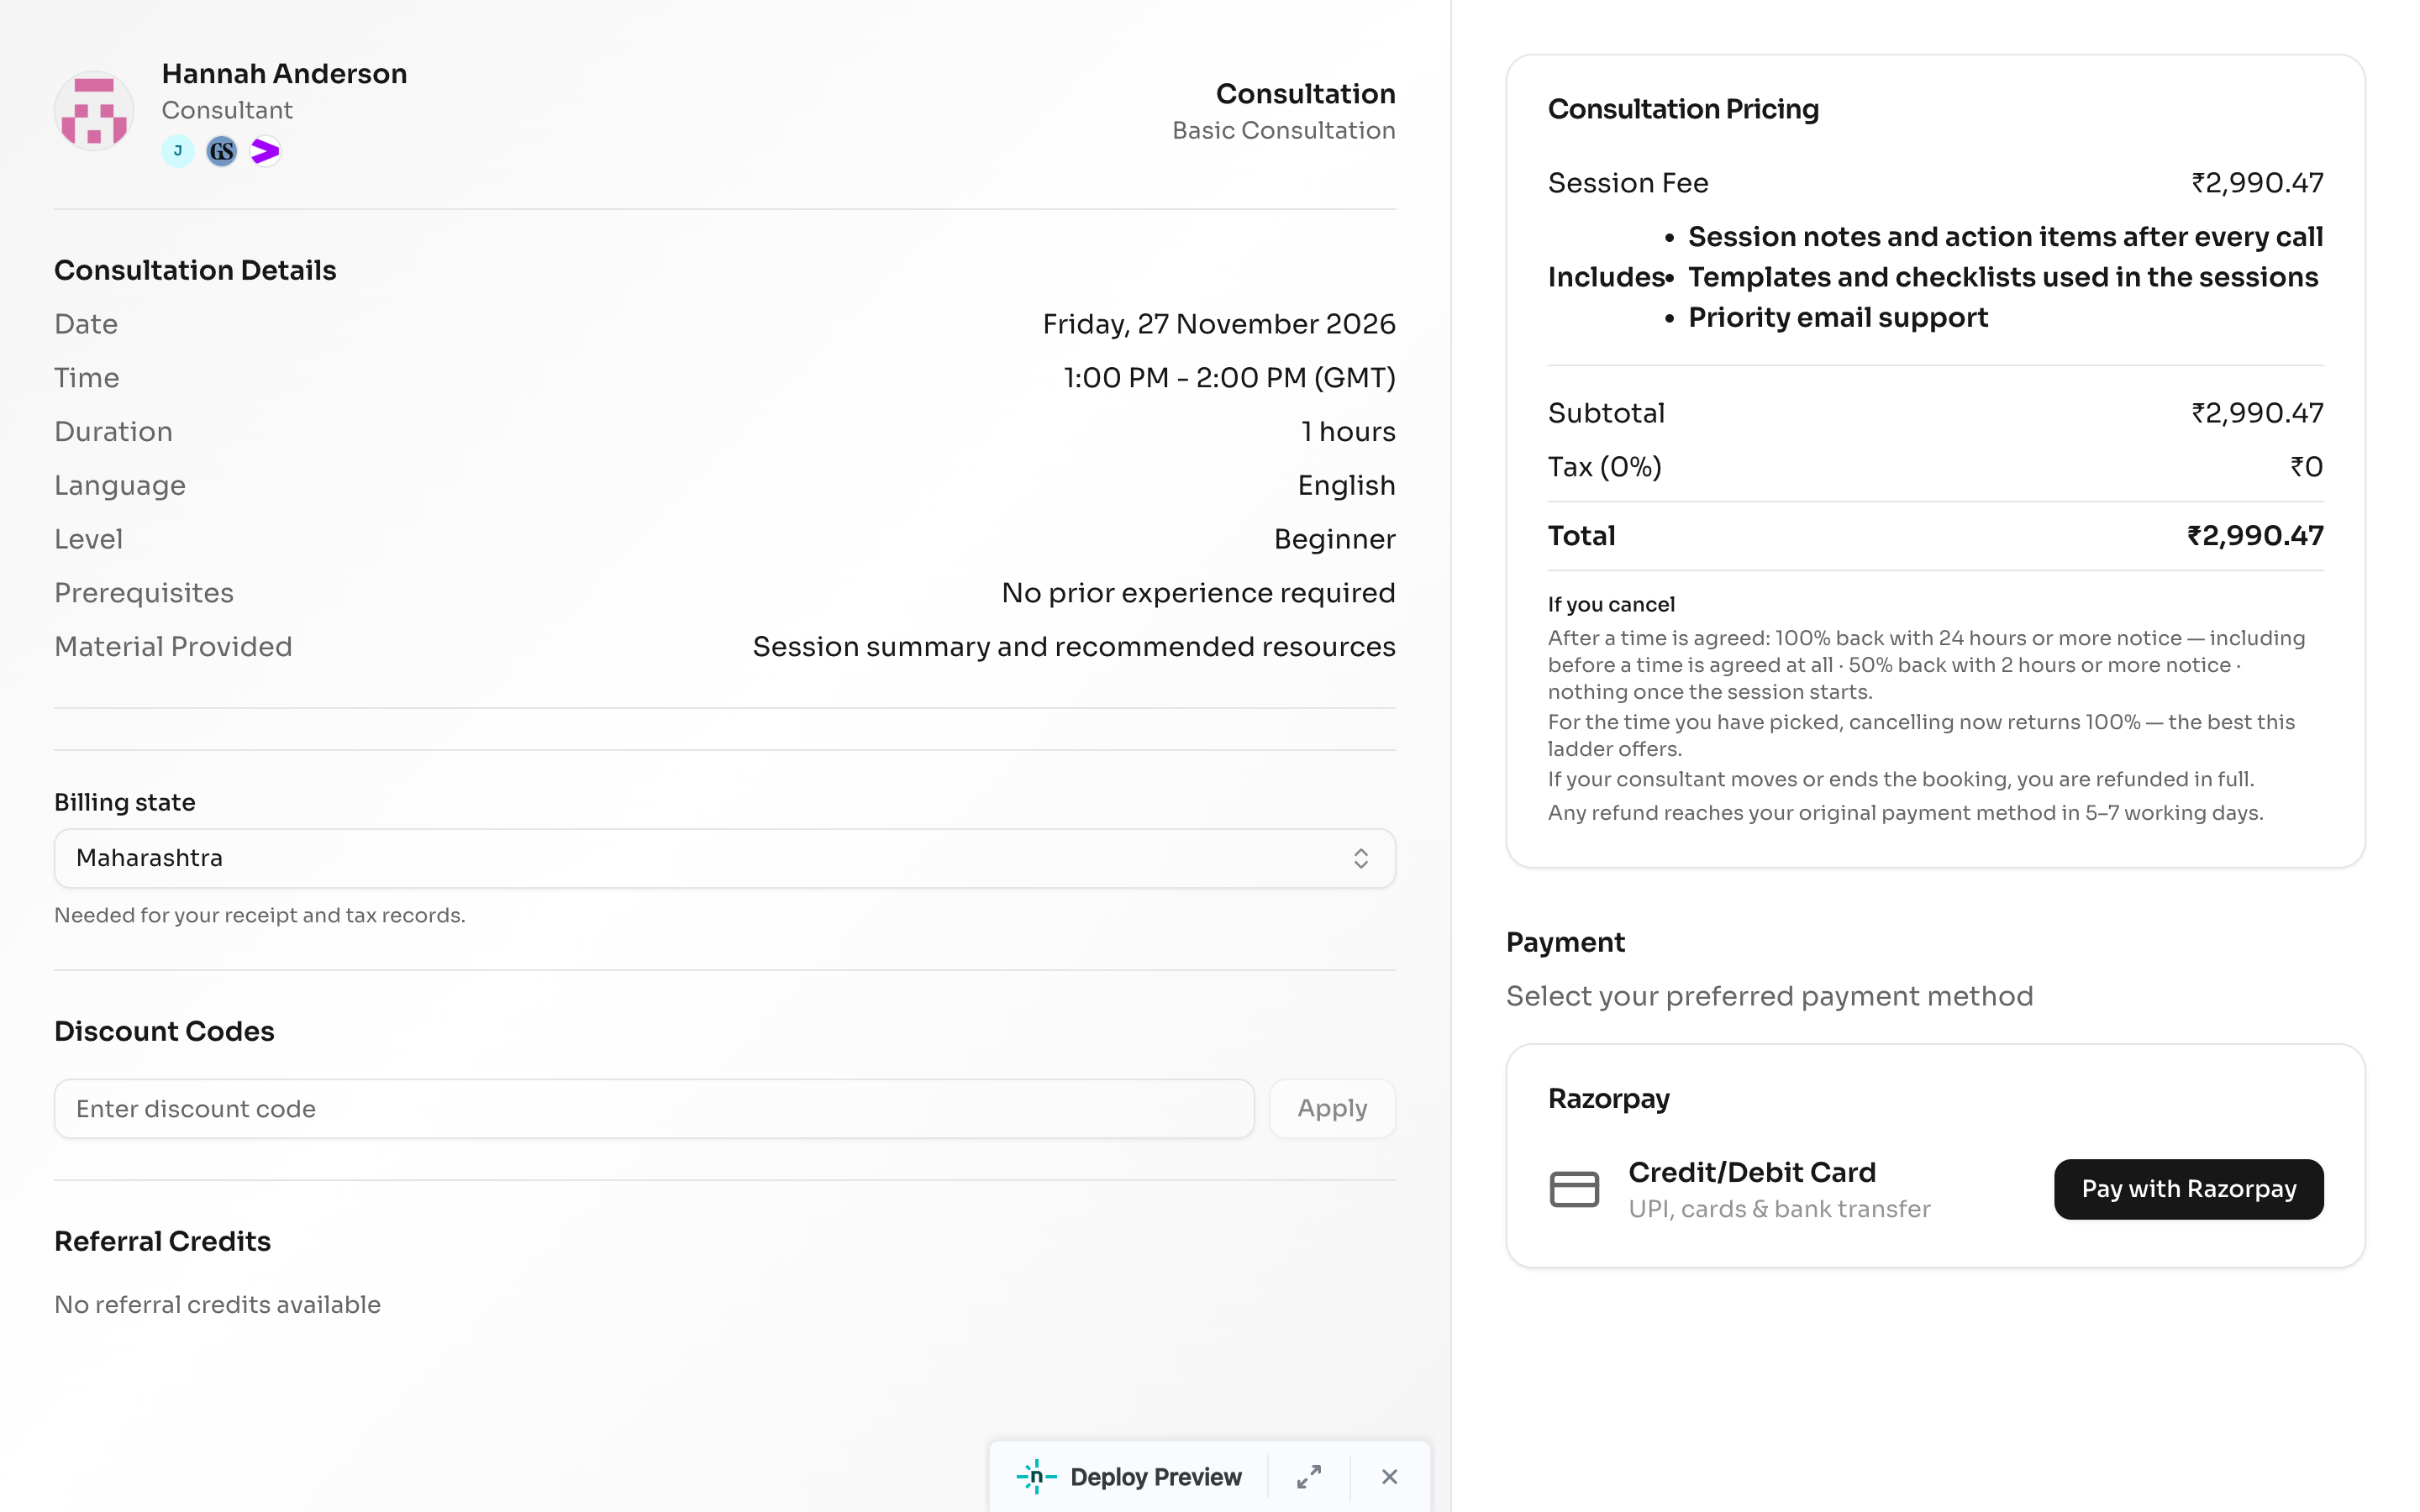 Hannah Anderson
Consultant
J
GS
Consultation
Basic Consultation
Consultation Details
Date
Friday, 27 November 2026
Time
1:00 PM - 2:00 PM (GMT)
Duration
1 hours
Language
English
Level
Beginner
Prerequisites
No prior experience required
Material Provided
Session summary and recommended resources
Billing state
Maharashtra
Needed for your receipt and tax records.
Discount Codes
Enter discount code
Apply
Referral Credits
No referral credits available
Consultation Pricing
Session Fee
₹2,990.47
Includes
• Session notes and action items after every call
• Templates and checklists used in the sessions
• Priority email support
Subtotal
₹2,990.47
Tax (0%)
₹0
Total
₹2,990.47
If you cancel
After a time is agreed: 100% back with 24 hours or more notice — including
before a time is agreed at all · 50% back with 2 hours or more notice ·
nothing once the session starts.
For the time you have picked, cancelling now returns 100% — the best this
ladder offers.
If your consultant moves or ends the booking, you are refunded in full.
Any refund reaches your original payment method in 5–7 working days.
Payment
Select your preferred payment method
Razorpay
Credit/Debit Card
UPI, cards & bank transfer
Pay with Razorpay
n
Deploy Preview